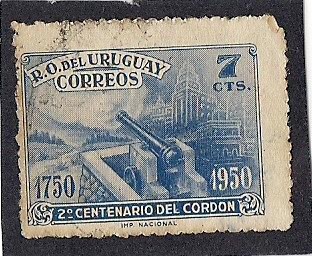 R.O. DEL URUGUAY
CORREOS
7
CTS.
1750
1950
2º CENTENARIO DEL CORDON
IMP. NACIONAL